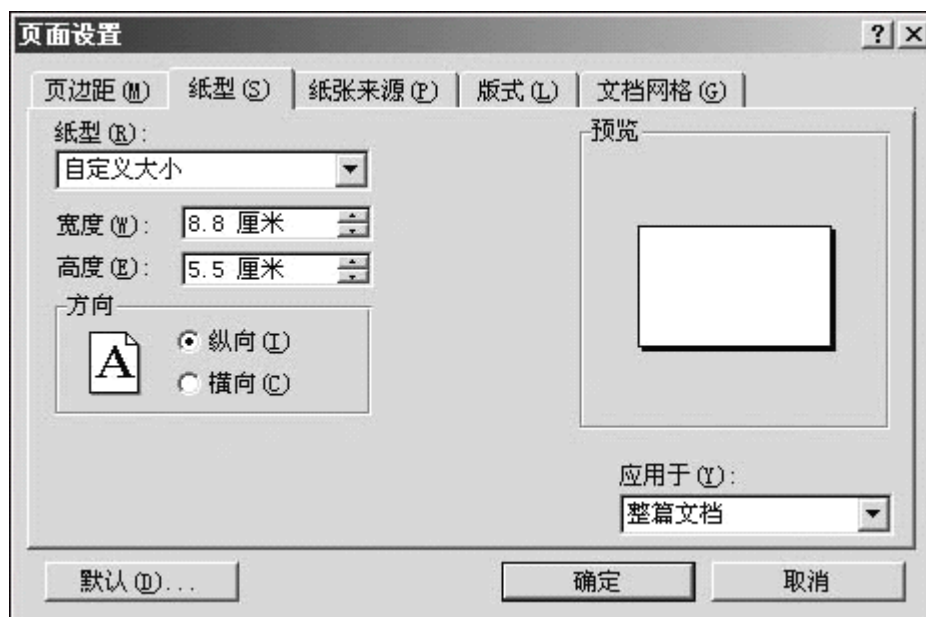 页面设置
页边距(M) 纸型(S) 纸张来源(P) 版式(L) 文档网格(G)
纸型(R):
自定义大小
宽度(W): 8.8 厘米
高度(E): 5.5 厘米
方向
A
纵向(I)
横向(C)
预览
应用于(Y):
整篇文档
默认(D)... 确定 取消